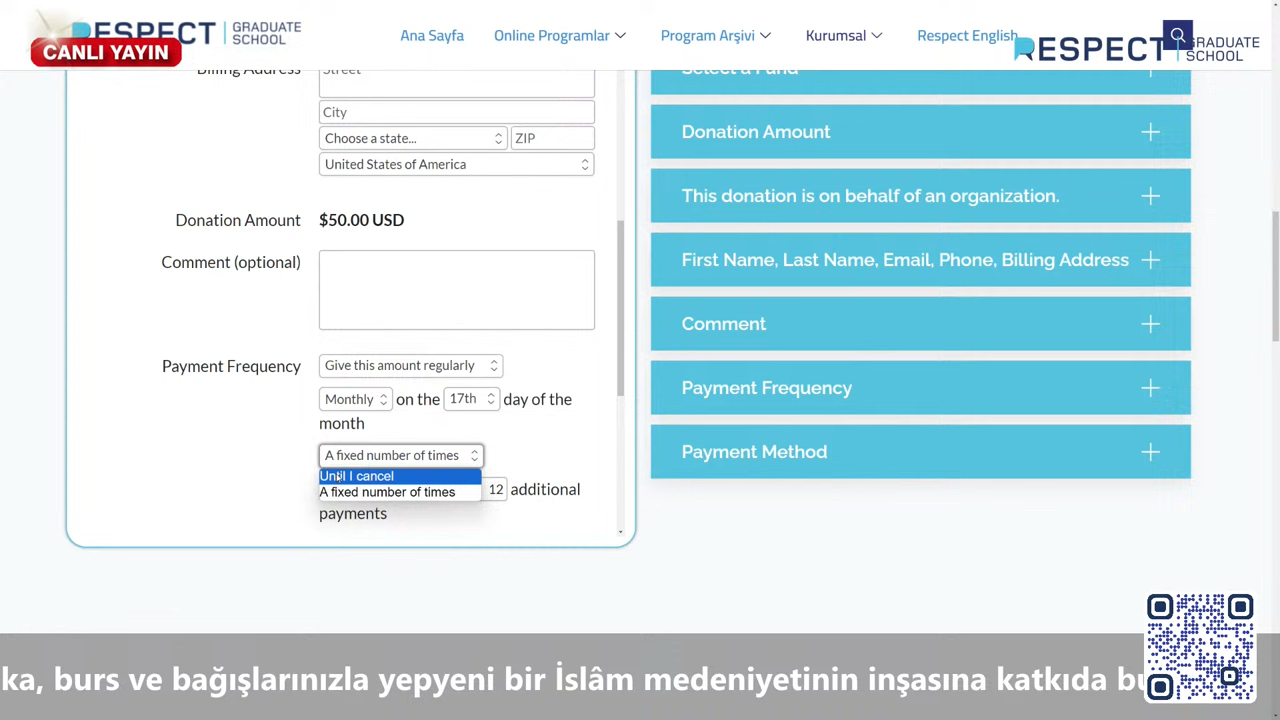 RESPECT GRADUATE SCHOOL
CANLI YAYIN
Ana Sayfa
Online Programlar
Program Arşivi
Kurumsal
Respect English
RESPECT GRADUATE SCHOOL
Billing Address
Street
City
Choose a state...
ZIP
United States of America
Donation Amount
$50.00 USD
Comment (optional)
Payment Frequency
Give this amount regularly
Monthly on the 17th day of the
month
A fixed number of times
Until I cancel
A fixed number of times
12 additional
payments
Select a Fund
Donation Amount
This donation is on behalf of an organization.
First Name, Last Name, Email, Phone, Billing Address
Comment
Payment Frequency
Payment Method
burs ve bağışlarınızla yepyeni bir İslâm medeniyetinin inşasına katkıda